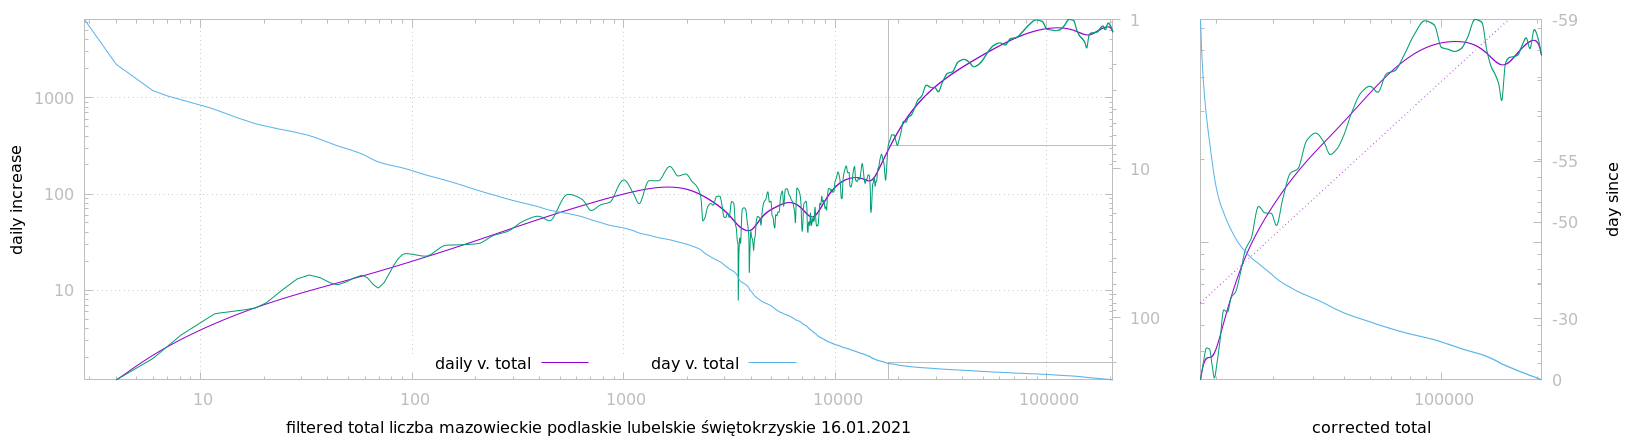 daily increase
1000
100
10
10
100
1000
10000
100000
1
10
100
daily v. total
day v. total
filtered total liczba mazowieckie podlaskie lubelskie świętokrzyskie 16.01.2021
-59
-55
-50
-30
0
day since
100000
corrected total